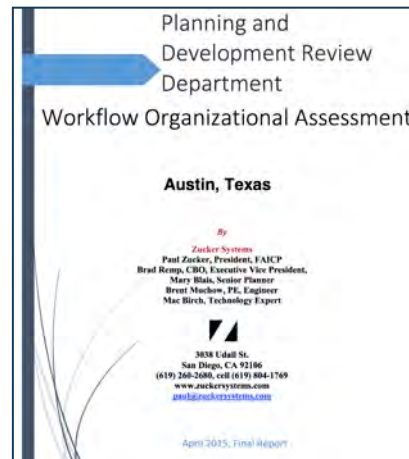 Planning and
Development Review
Department
Workflow Organizational Assessment
Austin, Texas
By
Zucker Systems
Paul Zucker, President, FAICP
Brad Remp, CBO, Executive Vice President,
Mary Blais, Senior Planner
Brent Muchow, PE, Engineer
Mac Birch, Technology Expert
3038 Udall St.
San Diego, CA 92106
(619) 260-2680, cell (619) 804-1769
www.zuckersystems.com
paul@zuckersystems.com
April 2015, Final Report